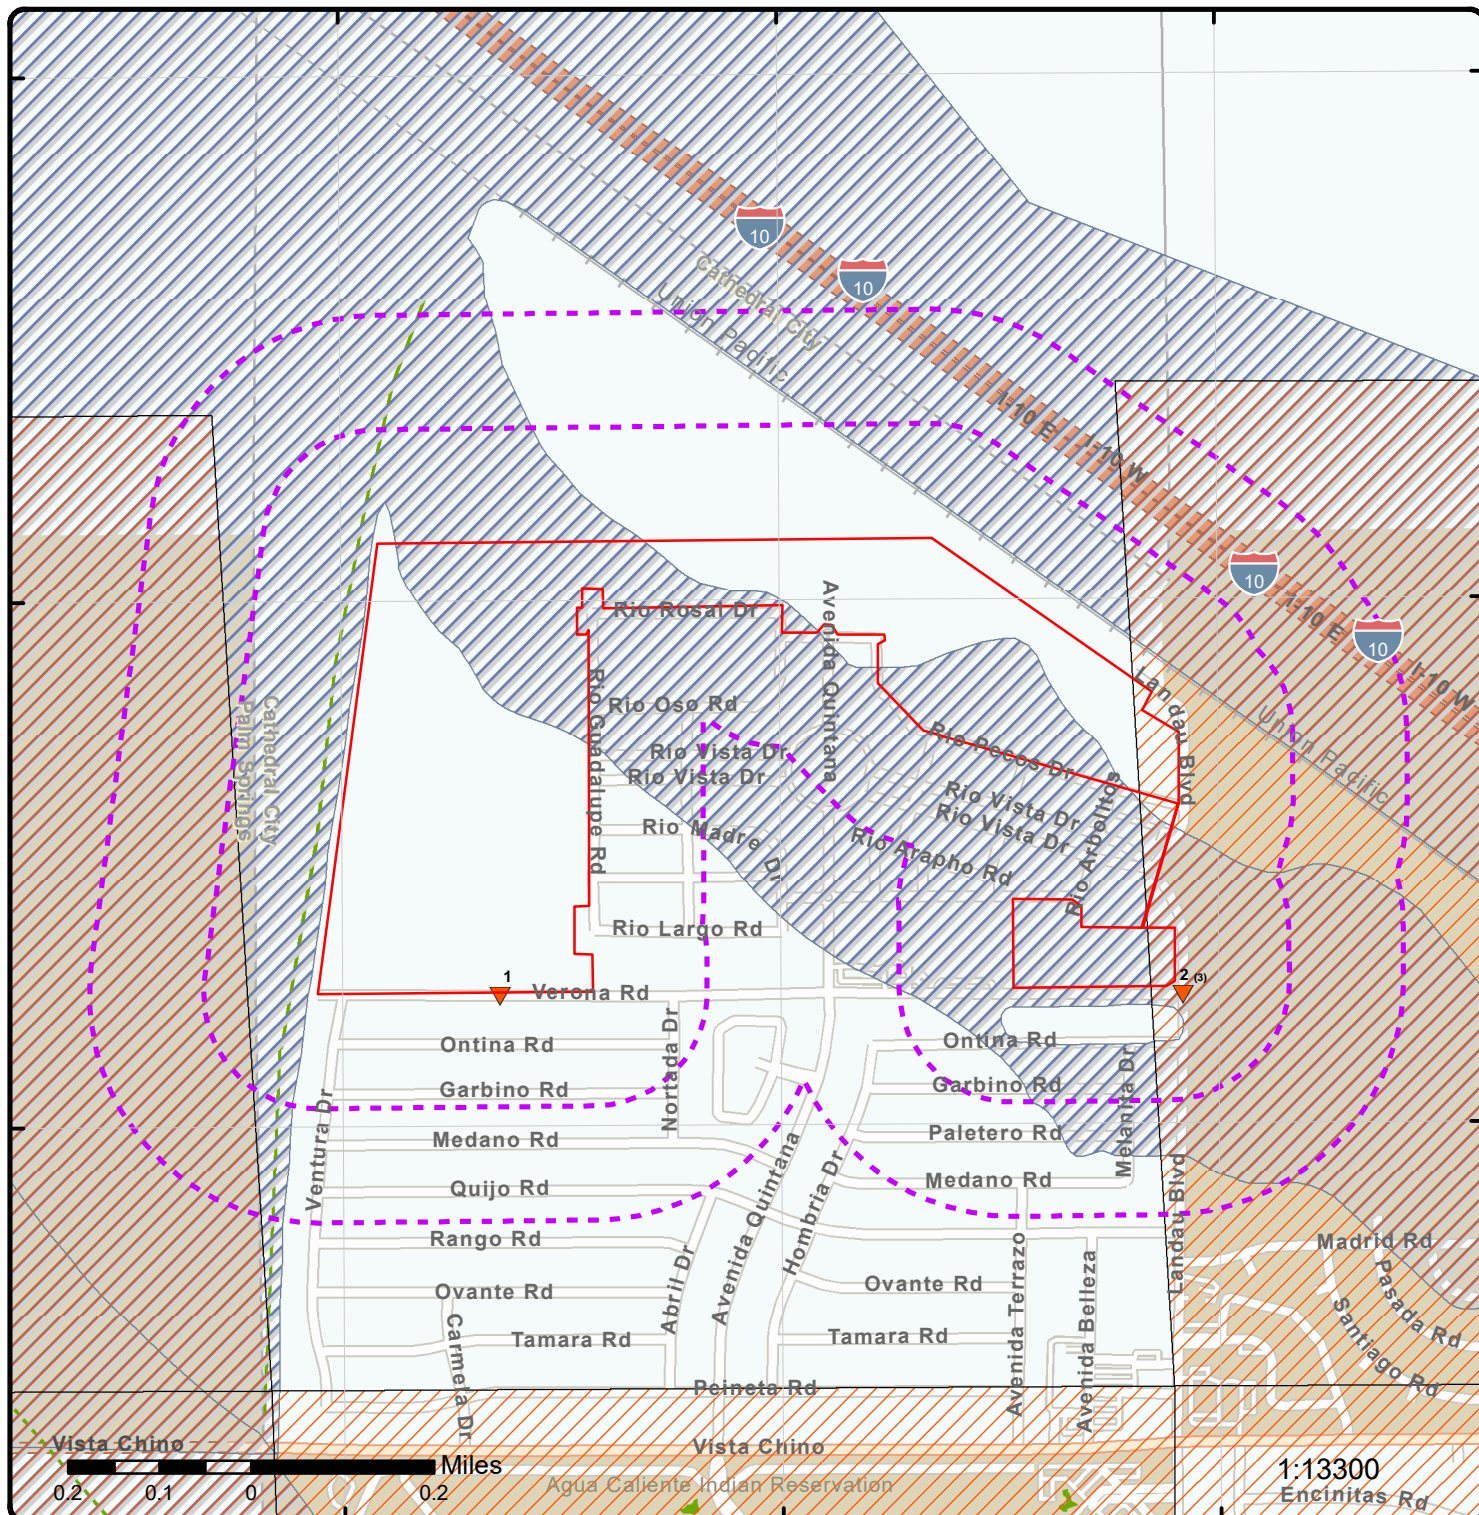 10
10
Cathedral City
Union Pacific
I-10 E
I-10 W
10
I-10 E
10
I-10 W
Rio Rosal Dr
Avenida Quintana
Landau Blvd
Union Pacific
Cathedral City
Palm Springs
Rio Guadalupe Rd
Rio Oso Rd
Rio Vista Dr
Rio Vista Dr
Rio Pecos Dr
Rio Vista Dr
Rio Vista Dr
Rio Arbolitos
Rio Madre Dr
Rio Arapho Rd
Rio Largo Rd
1
Verona Rd
2 (3)
Ontina Rd
Nortada Dr
Ontina Rd
Garbino Rd
Garbino Rd
Melanita Dr
Ventura Dr
Medano Rd
Paletero Rd
Avenida Quintana
Hombria Dr
Quijo Rd
Medano Rd
Landau Blvd
Rango Rd
Abril Dr
Avenida Terrazo
Avenida Belleza
Madrid Rd
Pasada Rd
Ovante Rd
Ovante Rd
Santiago Rd
Carmela Dr
Tamara Rd
Tamara Rd
Peineta Rd
Vista Chino
Vista Chino
Miles
0.2 0.1 0 0.2
Agua Caliente Indian Reservation
1:13300
Encinitas Rd